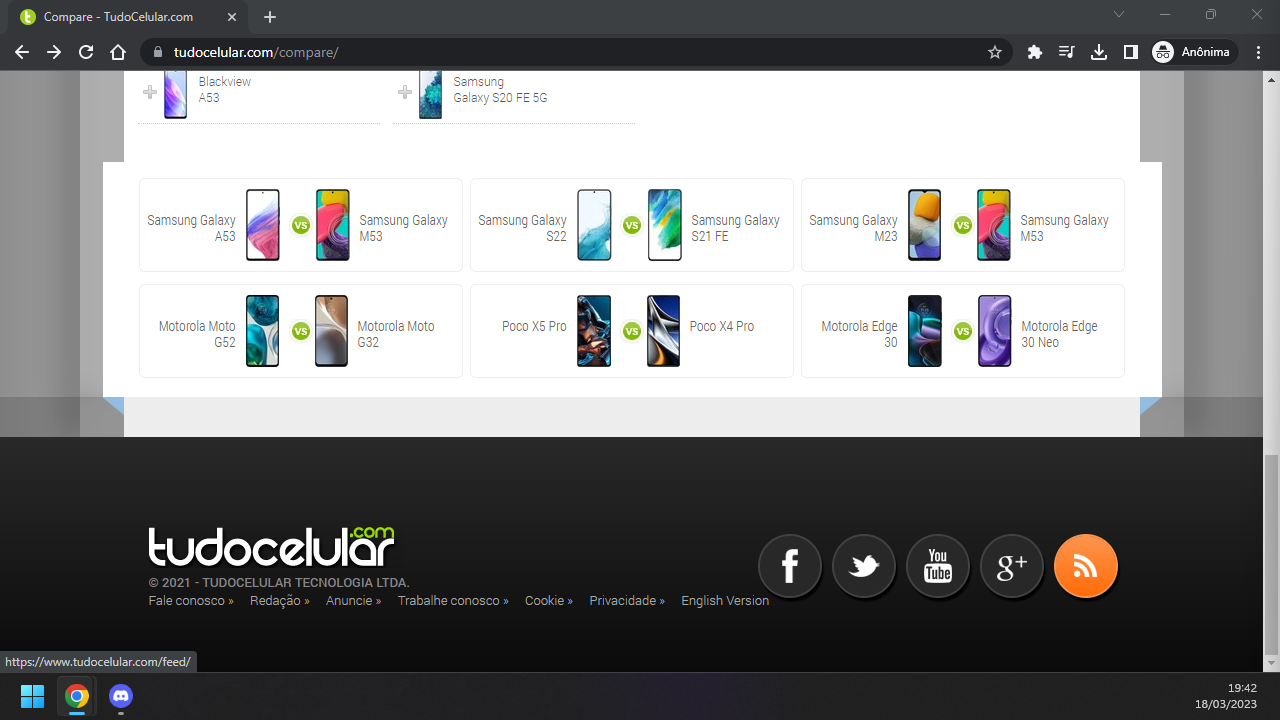 Compare - TudoCelular.com
tudocelular.com/compare/
Anônima
Blackview
A53
Samsung
Galaxy S20 FE 5G
Samsung Galaxy
A53
VS
Samsung Galaxy
M53
Samsung Galaxy
S22
VS
Samsung Galaxy
S21 FE
Samsung Galaxy
M23
VS
Samsung Galaxy
M53
Motorola Moto
G52
VS
Motorola Moto
G32
Poco X5 Pro
VS
Poco X4 Pro
Motorola Edge
30
VS
Motorola Edge
30 Neo
tudocelular.com
© 2021 - TUDOCELULAR TECNOLOGIA LTDA.
Fale conosco » Redação » Anuncie » Trabalhe conosco » Cookie » Privacidade » English Version
f
You
Tube
g+
https://www.tudocelular.com/feed/
19:42
18/03/2023